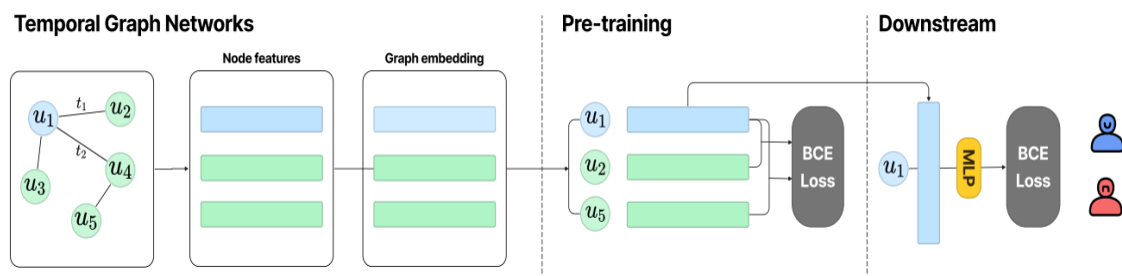 Temporal Graph Networks
Pre-training
Downstream
Node features
Graph embedding
u1
t1
u2
t2
u4
u3
u5
u1
u2
u5
BCE
Loss
u1
MLP
BCE
Loss